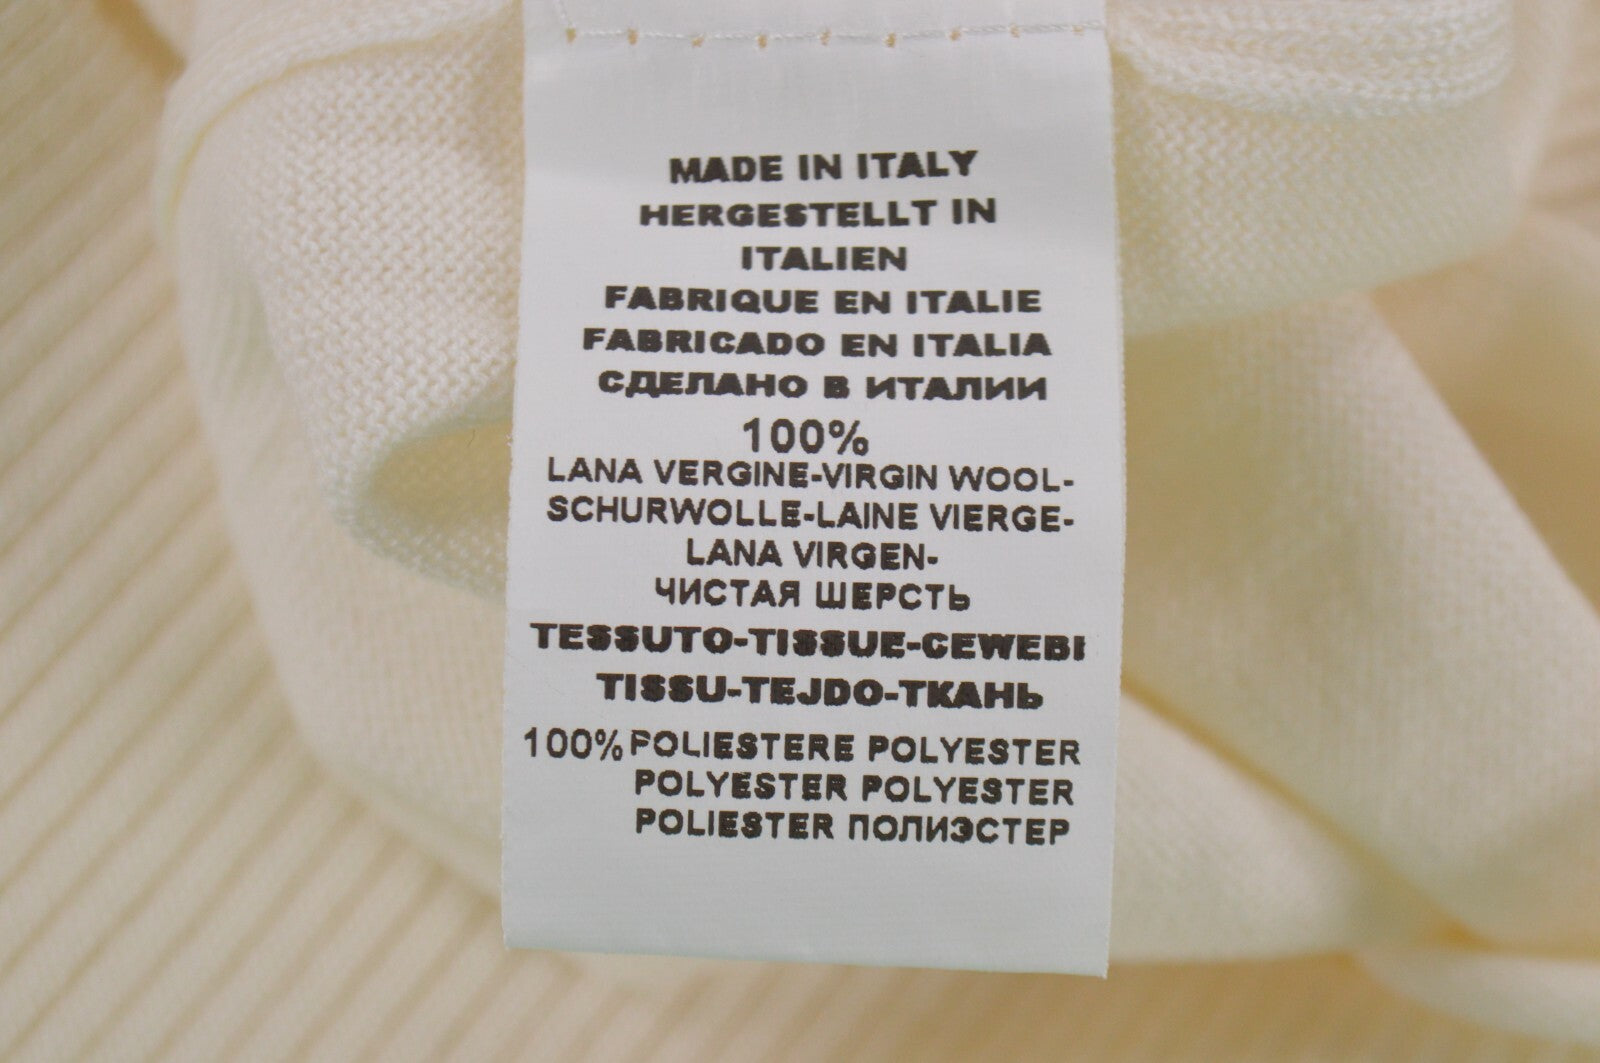 MADE IN ITALY
HERGESTELLT IN
ITALIEN
FABRIQUE EN ITALIE
FABRICADO EN ITALIA
СДЕЛАНО В ИТАЛИИ
100%
LANA VERGINE-VIRGIN WOOL-
SCHURWOLLE-LAINE VIERGE-
LANA VIRGEN-
ЧИСТАЯ ШЕРСТЬ
TESSUTO-TISSUE-GEWEBE
TISSU-TEJDO-ТКАНЬ
100% POLIESTERE POLYESTER
POLYESTER POLYESTER
POLIESTER ПОЛИЭСТЕР